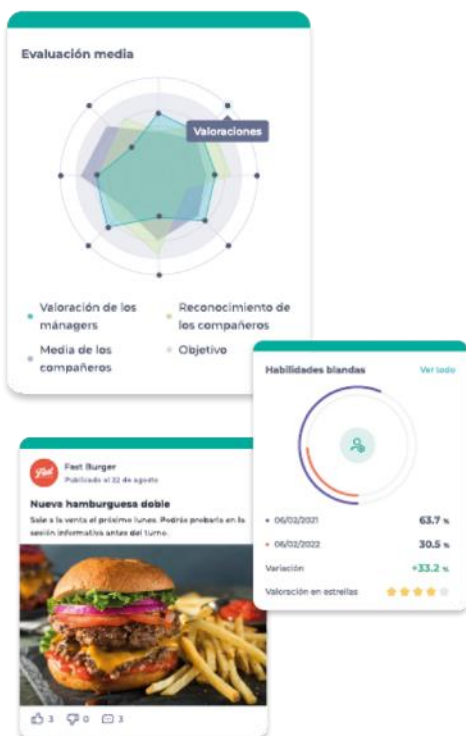 Evaluación media
Valoraciones
Valoración de los
mánagers
Reconocimiento de
los compañeros
Media de los
compañeros
Objetivo
Habilidades blandas
Ver todo
06/02/2021
63.7 %
06/02/2022
30.5 %
Variación
+33.2 %
Valoración en estrellas
Fast
Fast Burger
Publicado el 22 de agosto
Nueva hamburguesa doble
Sale a la venta el próximo lunes. Podrás probarla en la
sesión informativa antes del turno.
3
0
3